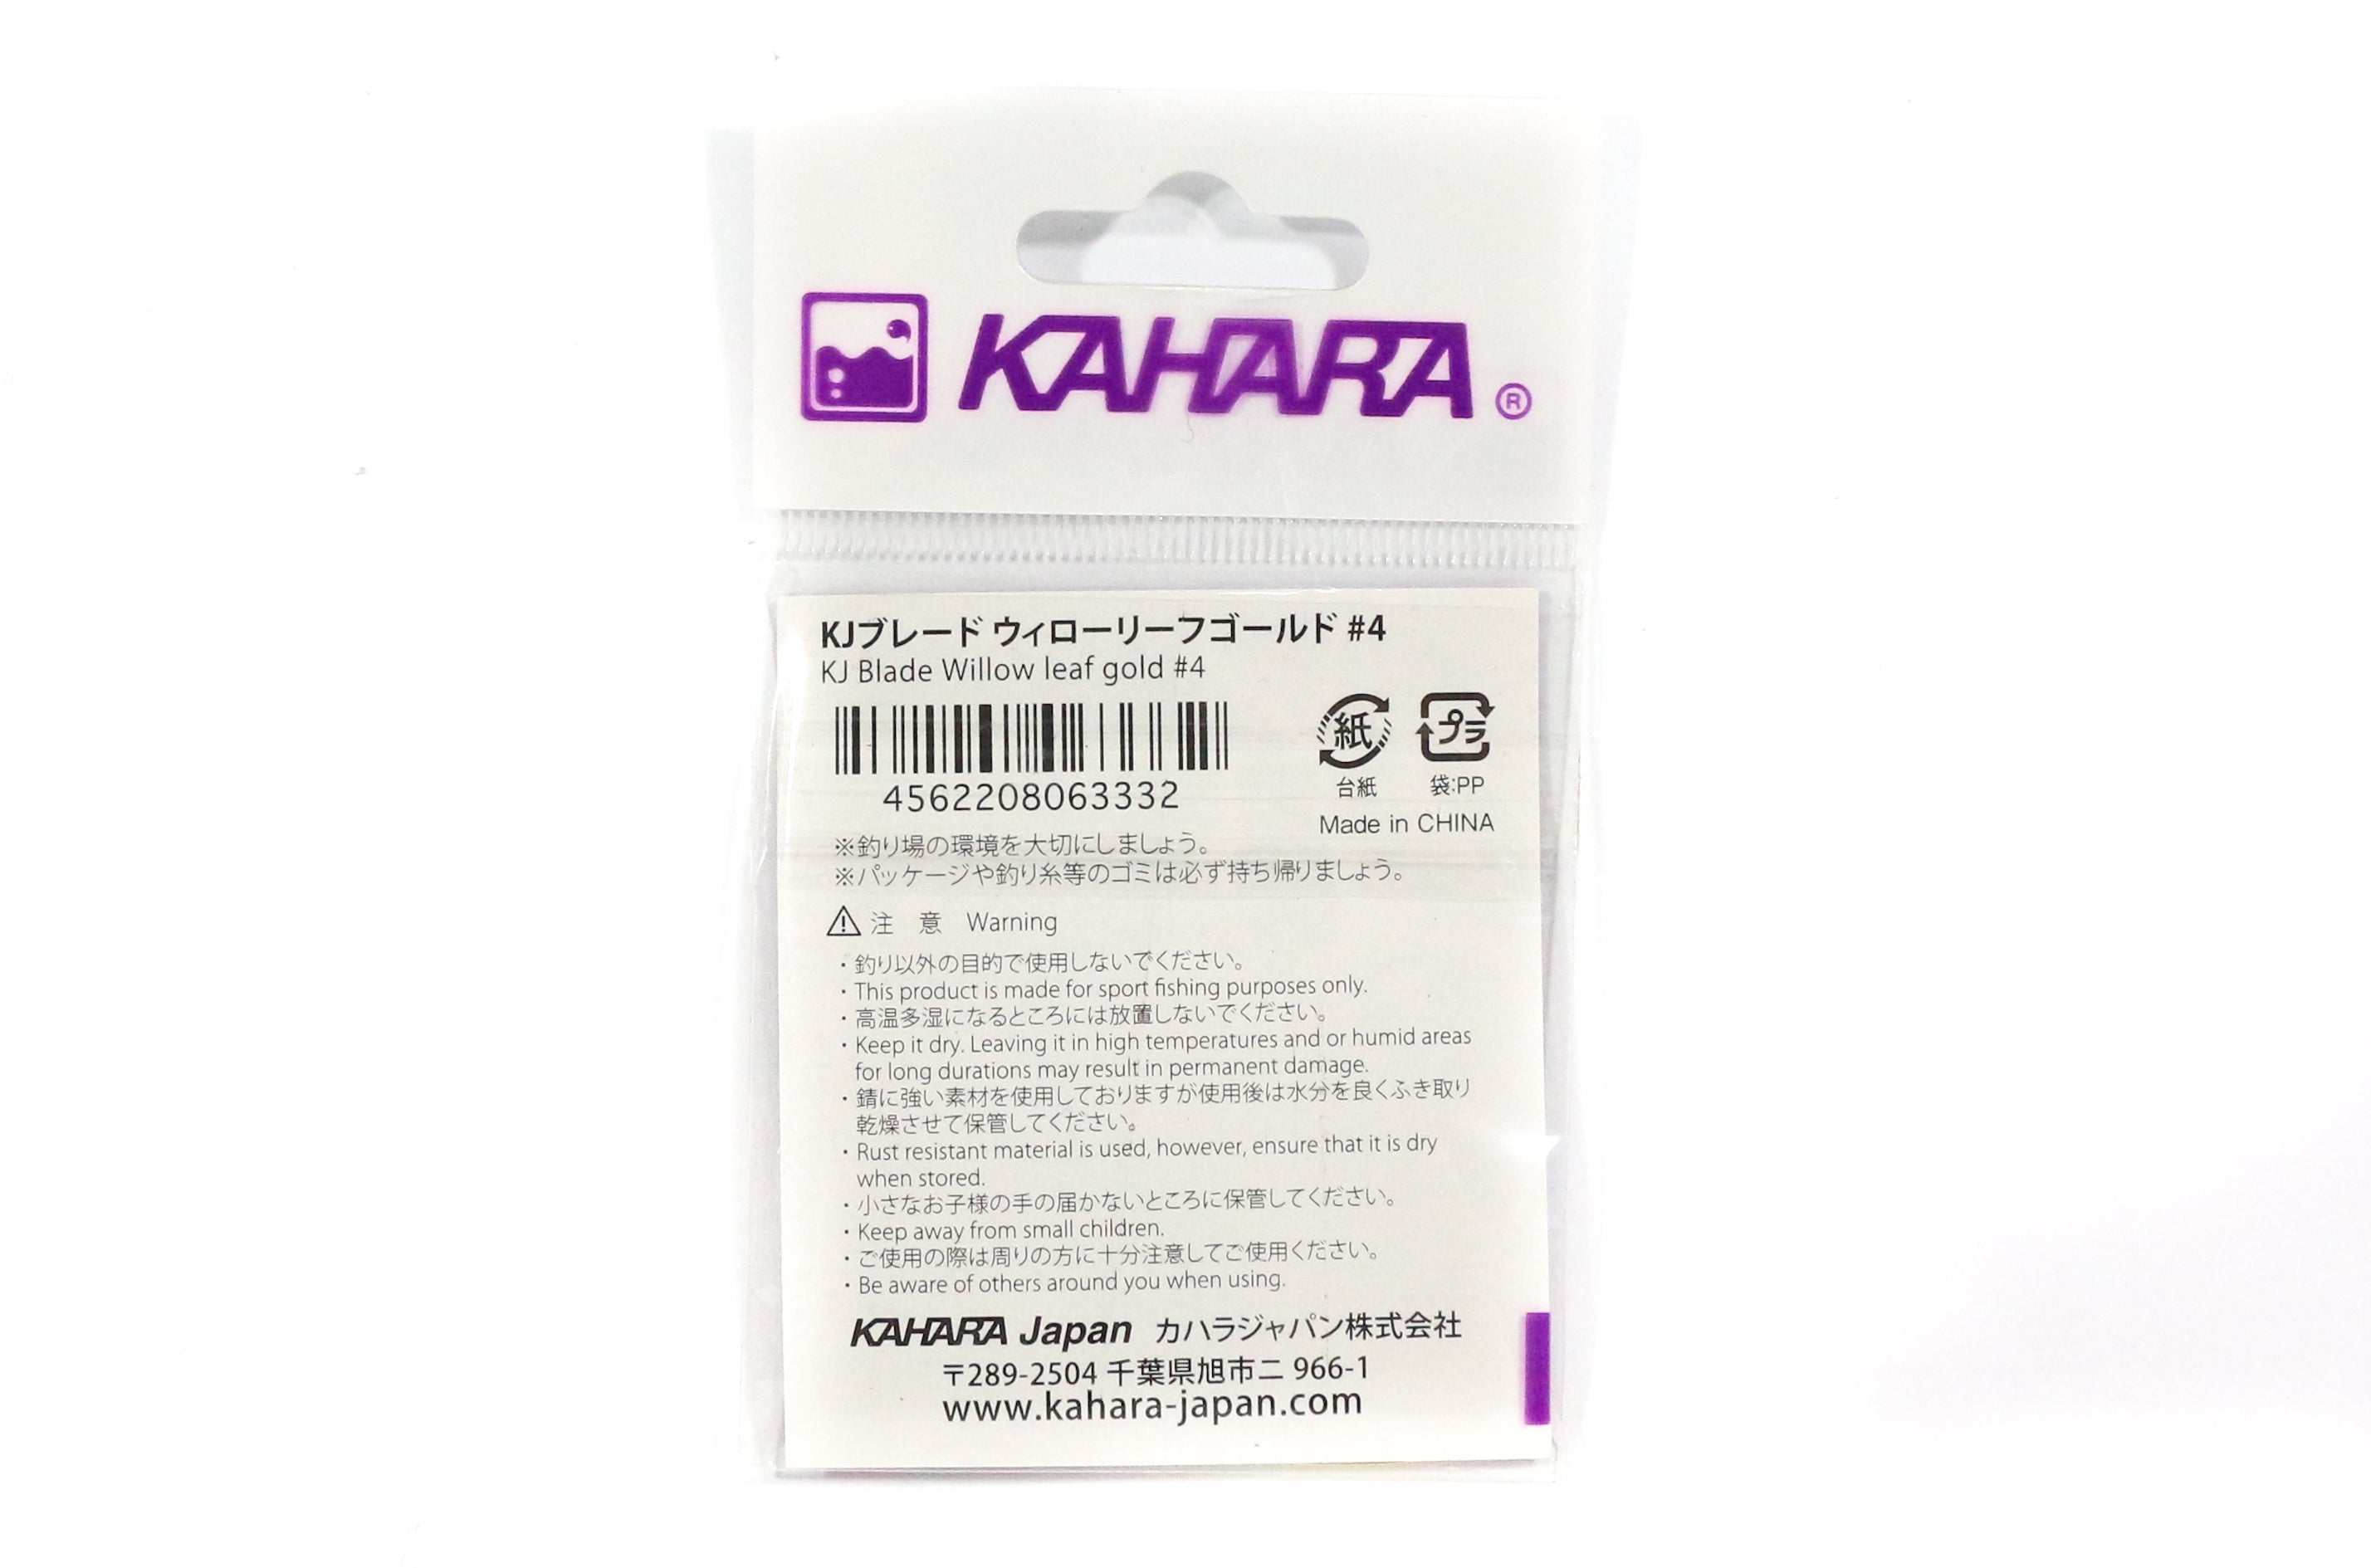 KAHARA ®
KJブレード ウィローリーフゴールド #4
KJ Blade Willow leaf gold #4
4562208063332
紙
プラ
台紙
袋:PP
Made in CHINA
※釣り場の環境を大切にしましょう。
※パッケージや釣り糸等のゴミは必ず持ち帰りましょう。
注 意 Warning
・釣り以外の目的で使用しないでください。
・This product is made for sport fishing purposes only.
・高温多湿になるところには放置しないでください。
・Keep it dry. Leaving it in high temperatures and or humid areas
for long durations may result in permanent damage.
・錆に強い素材を使用しておりますが使用後は水分を良くふき取り
乾燥させて保管してください。
・Rust resistant material is used, however, ensure that it is dry
when stored.
・小さなお子様の手の届かないところに保管してください。
・Keep away from small children.
・ご使用の際は周りの方に十分注意してご使用ください。
・Be aware of others around you when using.
KAHARA Japan カハラジャパン株式会社
〒289-2504 千葉県旭市ニ 966-1
www.kahara-japan.com